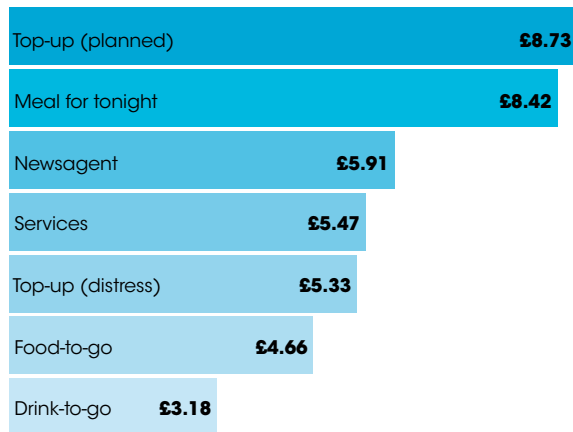 Top-up (planned) £8.73
Meal for tonight £8.42
Newsagent £5.91
Services £5.47
Top-up (distress) £5.33
Food-to-go £4.66
Drink-to-go £3.18